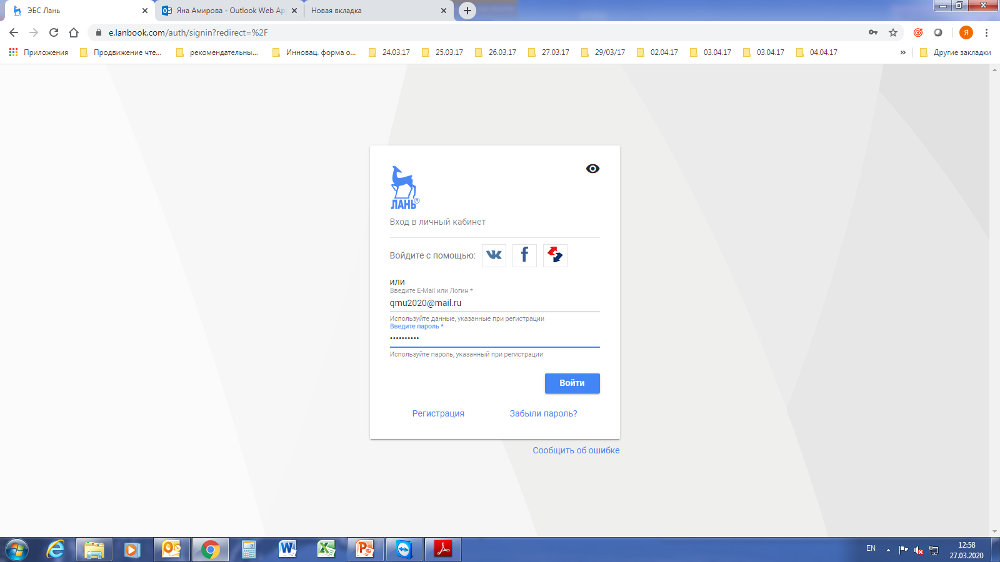 ЭБС Лань
Яна Амирова - Outlook Web Ap
Новая вкладка
e.lanbook.com/auth/signin?redirect=%2F
Я
Приложения
Продвижение чте...
рекомендательны...
Инновац. форма о...
24.03.17
25.03.17
26.03.17
27.03.17
29/03/17
02.04.17
03.04.17
03.04.17
04.04.17
»
Другие закладки
ЛАНЬ®
Вход в личный кабинет
Войдите с помощью:
или
Введите E-Mail или Логин *
qmu2020@mail.ru
Используйте данные, указанные при регистрации
Введите пароль *
••••••••••
Используйте пароль, указанный при регистрации
Войти
Регистрация Забыли пароль?
Сообщить об ошибке
EN
12:58
27.03.2020